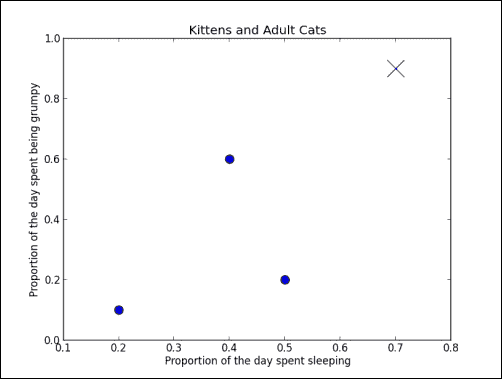 Kittens and Adult Cats
1.0
0.8
0.6
0.4
0.2
0.0
Proportion of the day spent being grumpy
0.1 0.2 0.3 0.4 0.5 0.6 0.7 0.8
Proportion of the day spent sleeping